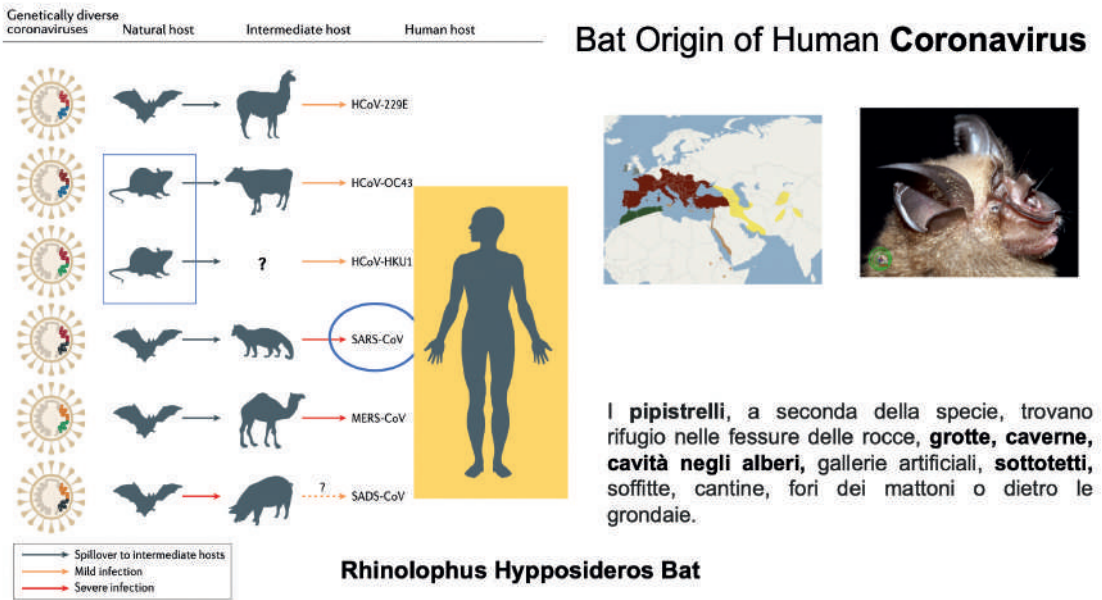 Bat Origin of Human Coronavirus
Genetically diverse
coronaviruses
Natural host
Intermediate host
Human host
HCoV-229E
HCoV-OC43
?
HCoV-HKU1
SARS-CoV
MERS-CoV
?
SADS-CoV
Spillover to intermediate hosts
Mild infection
Severe infection
I pipistrelli, a seconda della specie, trovano
rifugio nelle fessure delle rocce, grotte, caverne,
cavità negli alberi, gallerie artificiali, sottotetti,
soffitte, cantine, fori dei mattoni o dietro le
grondaie.
Rhinolophus Hypposideros Bat